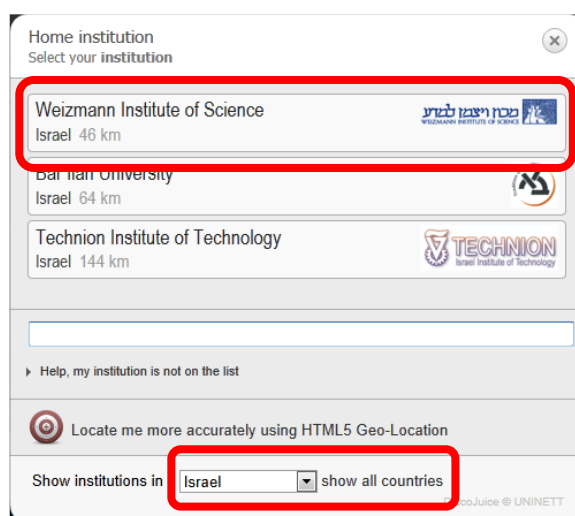 Home institution
Select your institution
Weizmann Institute of Science
Israel 46 km
מכון ויצמן למדע
WEIZMANN INSTITUTE OF SCIENCE
Bar Ilan University
Israel 64 km
Technion Institute of Technology
Israel 144 km
TECHNION
Israel Institute of Technology
Help, my institution is not on the list
Locate me more accurately using HTML5 Geo-Location
Show institutions in Israel show all countries
© UNINETT